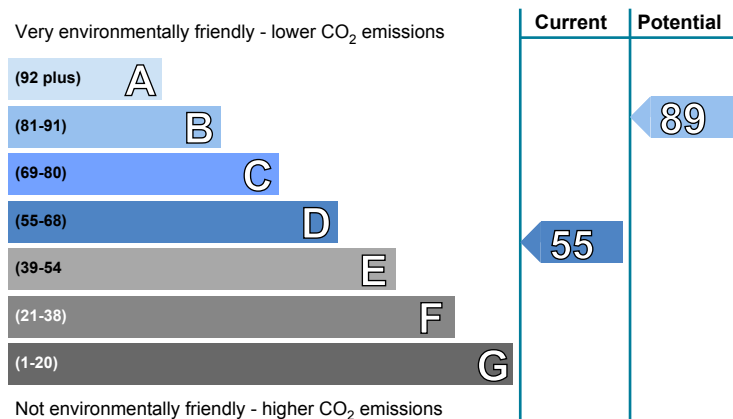 Current Potential
Very environmentally friendly - lower CO₂ emissions
(92 plus) A
(81-91) B
89
(69-80) C
(55-68) D
55
(39-54 E
(21-38) F
(1-20) G
Not environmentally friendly - higher CO₂ emissions